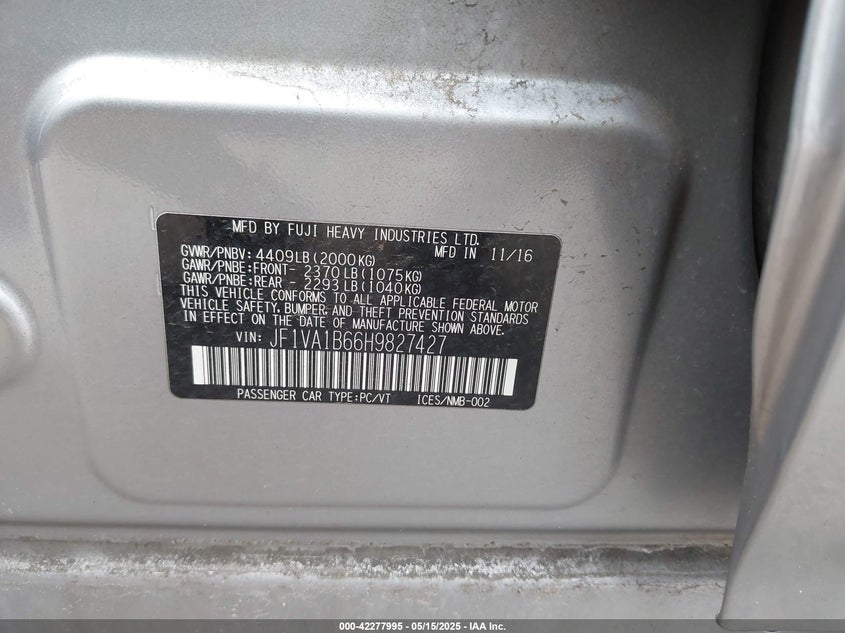 MFD BY FUJI HEAVY INDUSTRIES LTD.
GVWR/PNBV: 4409LB(2000KG) MFD IN 11/16
GAWR/PNBE:FRONT- 2370LB(1075KG)
GAWR/PNBE:REAR - 2293LB(1040KG)
THIS VEHICLE CONFORMS TO ALL APPLICABLE FEDERAL MOTOR
VEHICLE SAFETY, BUMPER, AND THEFT PREVENTION STANDARDS
IN EFFECT ON THE DATE OF MANUFACTURE SHOWN ABOVE.
VIN: JF1VA1B66H9827427
PASSENGER CAR TYPE:PC/VT ICES/NMB-002
000-42277995 - 05/15/2025 - © IAA Inc.